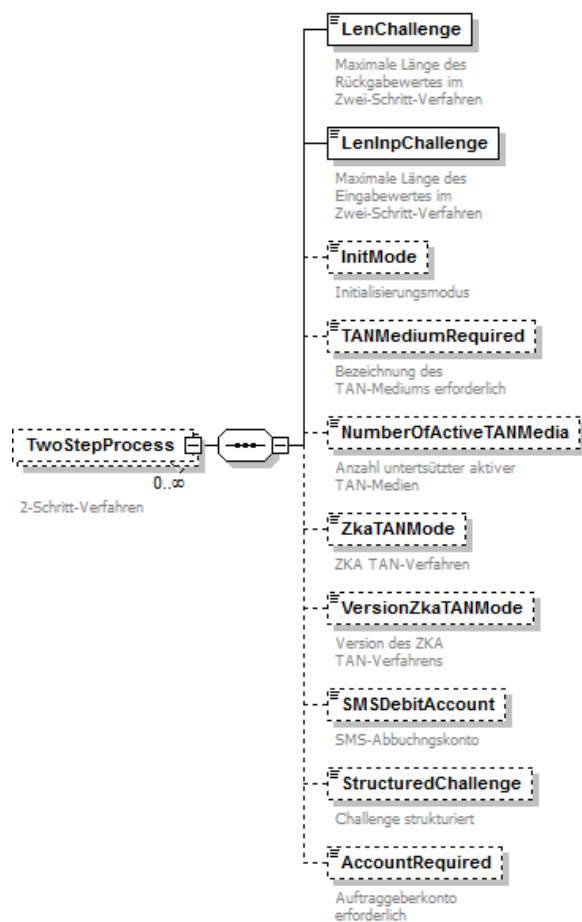 LenChallenge
Maximale Länge des
Rückgabewertes im
Zwei-Schritt-Verfahren
LenInpChallenge
Maximale Länge des
Eingabewertes im
Zwei-Schritt-Verfahren
InitMode
Initialisierungsmodus
TANMediumRequired
Bezeichnung des
TAN-Mediums erforderlich
TwoStepProcess
0..∞
2-Schritt-Verfahren
NumberOfActiveTANMedia
Anzahl untersützter aktiver
TAN-Medien
ZkaTANMode
ZKA TAN-Verfahren
VersionZkaTANMode
Version des ZKA
TAN-Verfahrens
SMSDebitAccount
SMS-Abbuchngskonto
StructuredChallenge
Challenge strukturiert
AccountRequired
Auftraggeberkonto
erforderlich